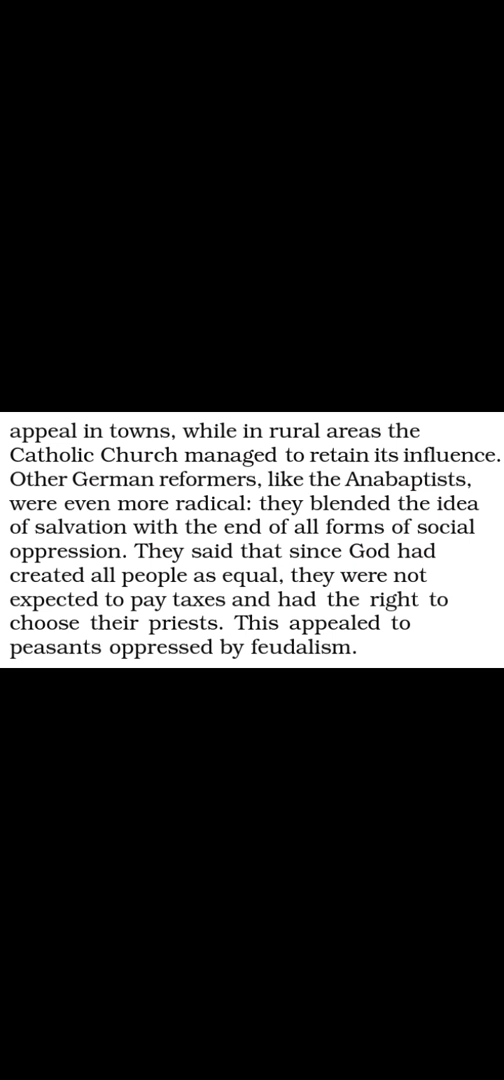 appeal in towns, while in rural areas the
Catholic Church managed to retain its influence.
Other German reformers, like the Anabaptists,
were even more radical: they blended the idea
of salvation with the end of all forms of social
oppression. They said that since God had
created all people as equal, they were not
expected to pay taxes and had the right to
choose their priests. This appealed to
peasants oppressed by feudalism.